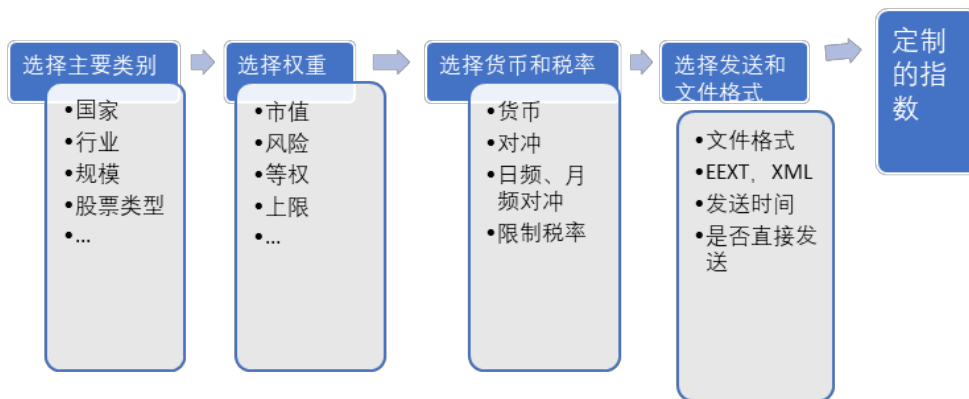 选择主要类别
•国家
•行业
•规模
•股票类型
•...
选择权重
•市值
•风险
•等权
•上限
•...
选择货币和税率
•货币
•对冲
•日频、月
频对冲
•限制税率
选择发送和
文件格式
•文件格式
•EEXT，XML
•发送时间
•是否直接发
送
定制
的指
数